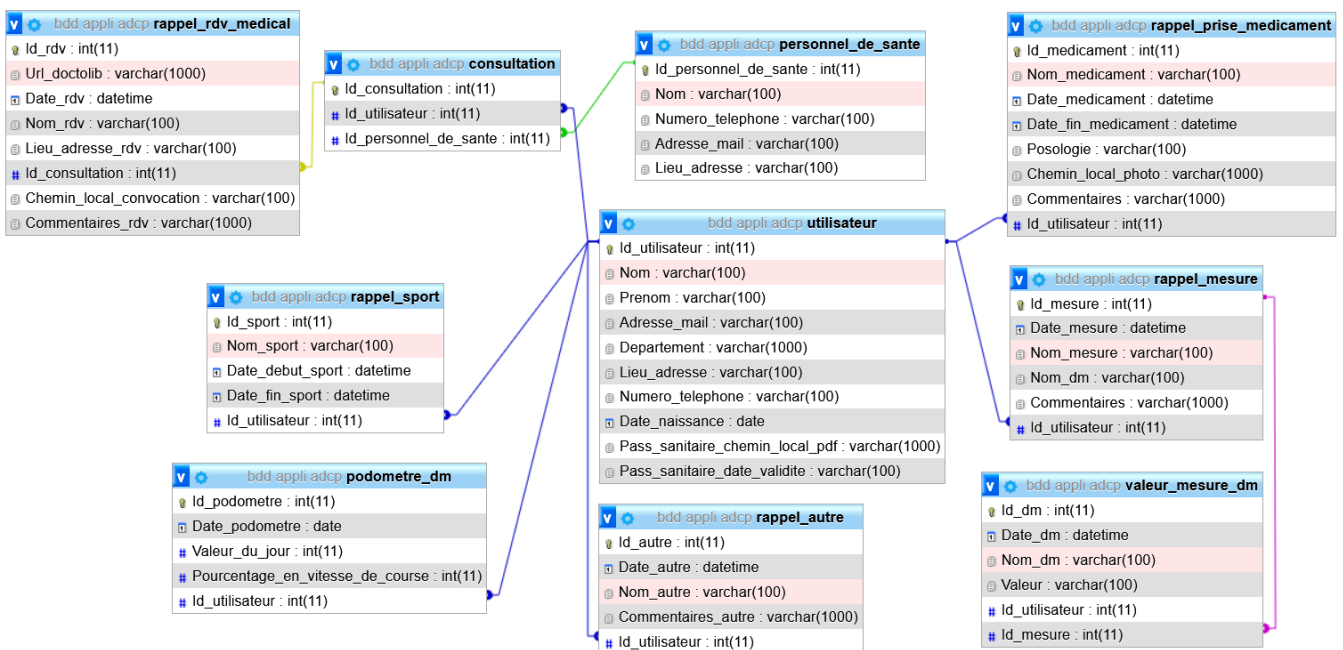 bdd appli adcp rappel_rdv_medical
Id_rdv : int(11)
Url_doctolib : varchar(1000)
Date_rdv : datetime
Nom_rdv : varchar(100)
Lieu_adresse_rdv : varchar(100)
Id_consultation : int(11)
Chemin_local_convocation : varchar(100)
Commentaires_rdv : varchar(1000)
bdd appli adcp consultation
Id_consultation : int(11)
Id_utilisateur : int(11)
Id_personnel_de_sante : int(11)
bdd appli adcp personnel_de_sante
Id_personnel_de_sante : int(11)
Nom : varchar(100)
Numero_telephone : varchar(100)
Adresse_mail : varchar(100)
Lieu_adresse : varchar(100)
bdd appli adcp rappel_prise_medicament
Id_medicament : int(11)
Nom_medicament : varchar(100)
Date_medicament : datetime
Date_fin_medicament : datetime
Posologie : varchar(100)
Chemin_local_photo : varchar(1000)
Commentaires : varchar(1000)
Id_utilisateur : int(11)
bdd appli adcp utilisateur
Id_utilisateur : int(11)
Nom : varchar(100)
Prenom : varchar(100)
Adresse_mail : varchar(100)
Departement : varchar(1000)
Lieu_adresse : varchar(100)
Numero_telephone : varchar(100)
Date_naissance : date
Pass_sanitaire_chemin_local_pdf : varchar(1000)
Pass_sanitaire_date_validite : varchar(100)
bdd appli adcp rappel_mesure
Id_mesure : int(11)
Date_mesure : datetime
Nom_mesure : varchar(100)
Nom_dm : varchar(100)
Commentaires : varchar(1000)
Id_utilisateur : int(11)
bdd appli adcp rappel_sport
Id_sport : int(11)
Nom_sport : varchar(100)
Date_debut_sport : datetime
Date_fin_sport : datetime
Id_utilisateur : int(11)
bdd appli adcp podometre_dm
Id_podometre : int(11)
Date_podometre : date
Valeur_du_jour : int(11)
Pourcentage_en_vitesse_de_course : int(11)
Id_utilisateur : int(11)
bdd appli adcp rappel_autre
Id_autre : int(11)
Date_autre : datetime
Nom_autre : varchar(100)
Commentaires_autre : varchar(1000)
Id_utilisateur : int(11)
bdd appli adcp valeur_mesure_dm
Id_dm : int(11)
Date_dm : datetime
Nom_dm : varchar(100)
Valeur : varchar(100)
Id_utilisateur : int(11)
Id_mesure : int(11)